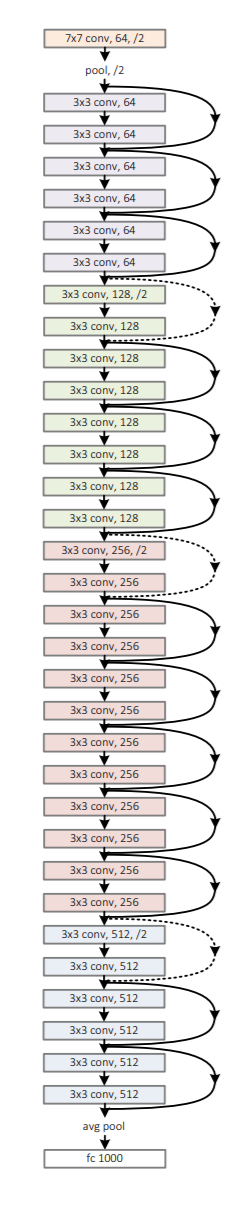 7x7 conv, 64, /2
pool, /2
3x3 conv, 64
3x3 conv, 64
3x3 conv, 64
3x3 conv, 64
3x3 conv, 64
3x3 conv, 64
3x3 conv, 128, /2
3x3 conv, 128
3x3 conv, 128
3x3 conv, 128
3x3 conv, 128
3x3 conv, 128
3x3 conv, 128
3x3 conv, 128
3x3 conv, 256, /2
3x3 conv, 256
3x3 conv, 256
3x3 conv, 256
3x3 conv, 256
3x3 conv, 256
3x3 conv, 256
3x3 conv, 256
3x3 conv, 256
3x3 conv, 256
3x3 conv, 256
3x3 conv, 256
3x3 conv, 512, /2
3x3 conv, 512
3x3 conv, 512
3x3 conv, 512
3x3 conv, 512
3x3 conv, 512
avg pool
fc 1000